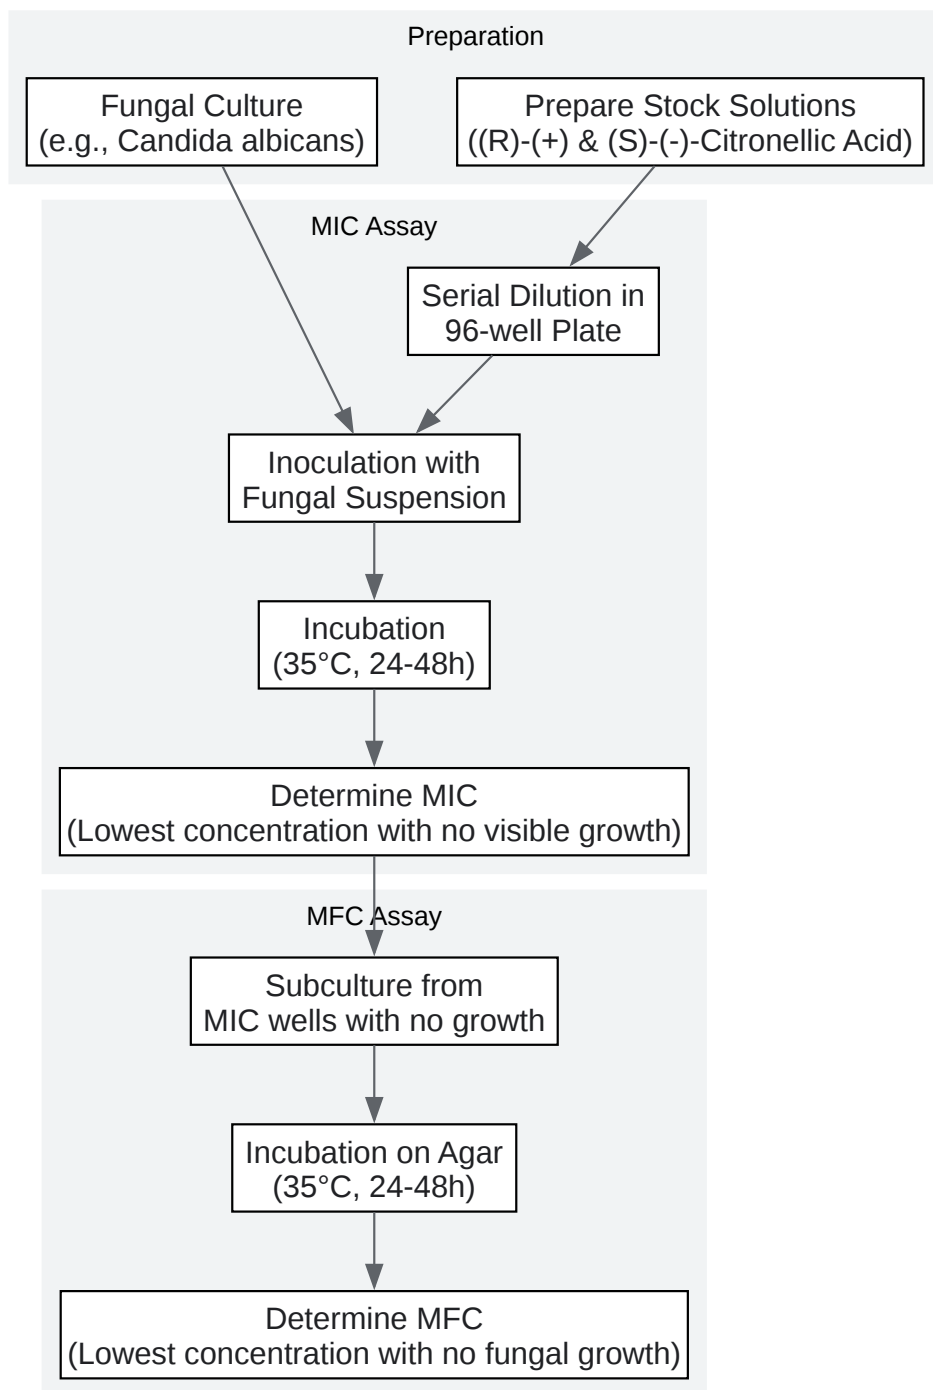 Preparation
Fungal Culture
(e.g., Candida albicans)
Prepare Stock Solutions
((R)-(+) & (S)-(-)-Citronellic Acid)
MIC Assay
Serial Dilution in
96-well Plate
Inoculation with
Fungal Suspension
Incubation
(35°C, 24-48h)
Determine MIC
(Lowest concentration with no visible growth)
MFC Assay
Subculture from
MIC wells with no growth
Incubation on Agar
(35°C, 24-48h)
Determine MFC
(Lowest concentration with no fungal growth)